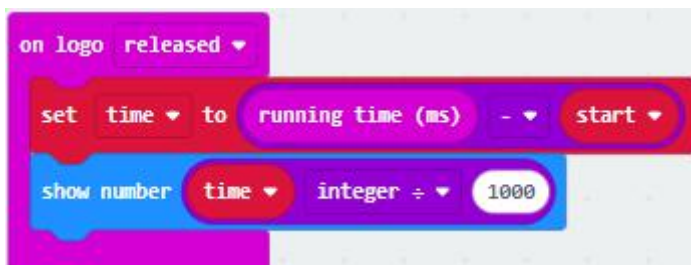 on logo released
set time to running time (ms) - start
show number time integer ÷ 1000